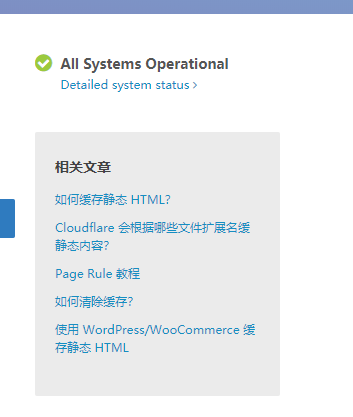 All Systems Operational
Detailed system status ›
相关文章
如何缓存静态 HTML?
Cloudflare 会根据哪些文件扩展名缓
静态内容?
Page Rule 教程
如何清除缓存?
使用 WordPress/WooCommerce 缓
存静态 HTML